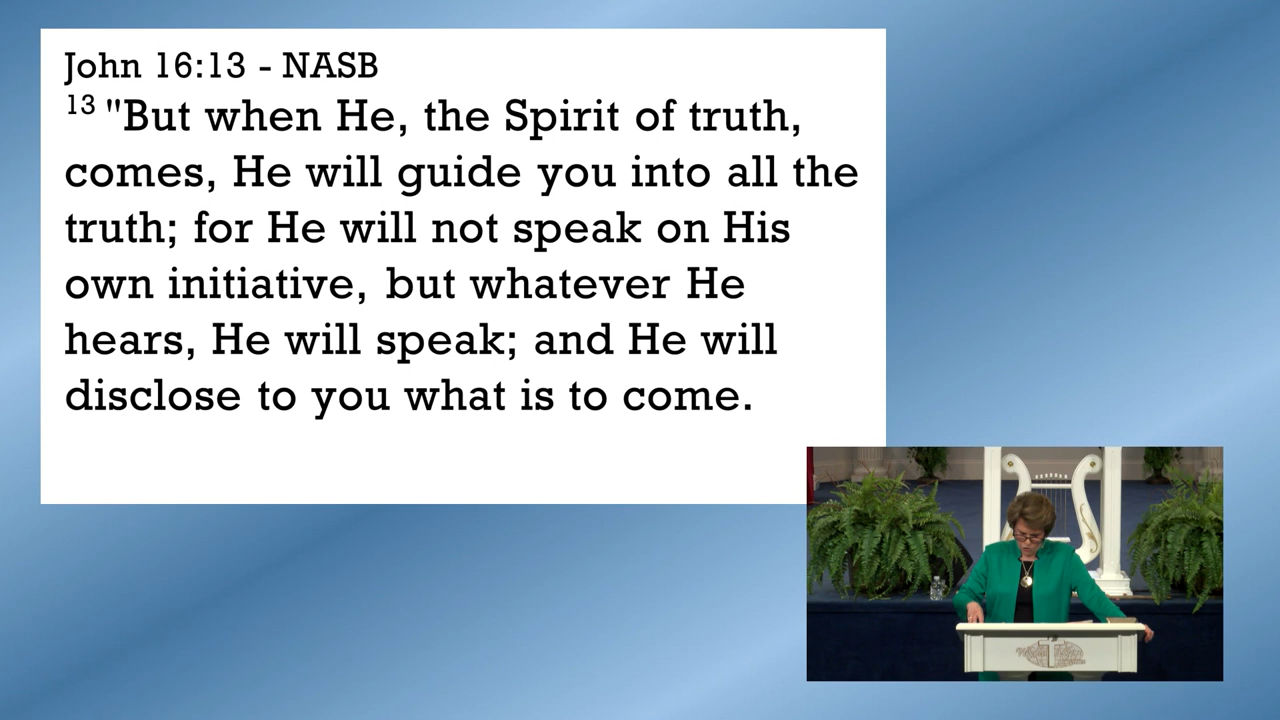 John 16:13 - NASB
13 "But when He, the Spirit of truth,
comes, He will guide you into all the
truth; for He will not speak on His
own initiative, but whatever He
hears, He will speak; and He will
disclose to you what is to come.